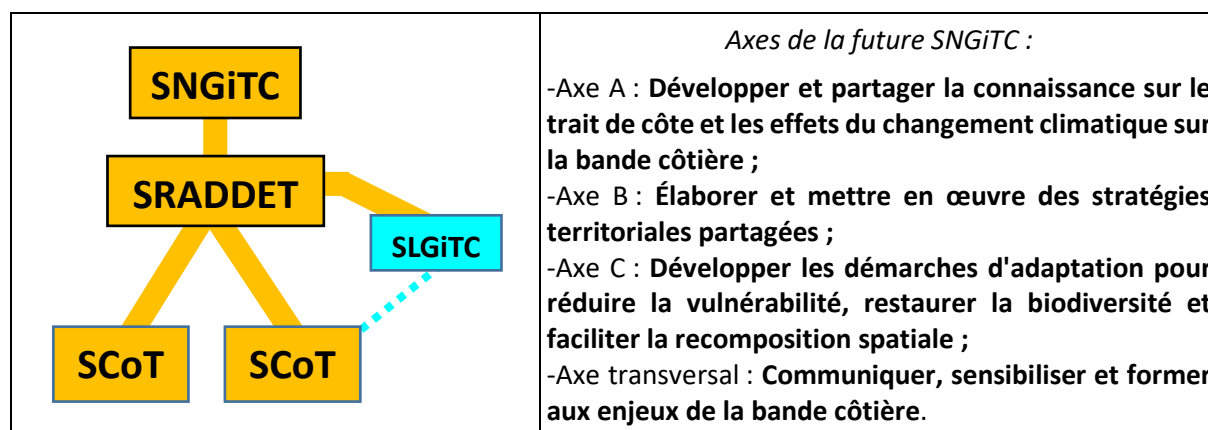 SNGiTC
SRADDET
SLGiTC
SCoT
SCoT
Axes de la future SNGiTC :
-Axe A : Développer et partager la connaissance sur le
trait de côte et les effets du changement climatique sur
la bande côtière ;
-Axe B : Élaborer et mettre en œuvre des stratégies
territoriales partagées ;
-Axe C : Développer les démarches d'adaptation pour
réduire la vulnérabilité, restaurer la biodiversité et
faciliter la recomposition spatiale ;
-Axe transversal : Communiquer, sensibiliser et former
aux enjeux de la bande côtière.